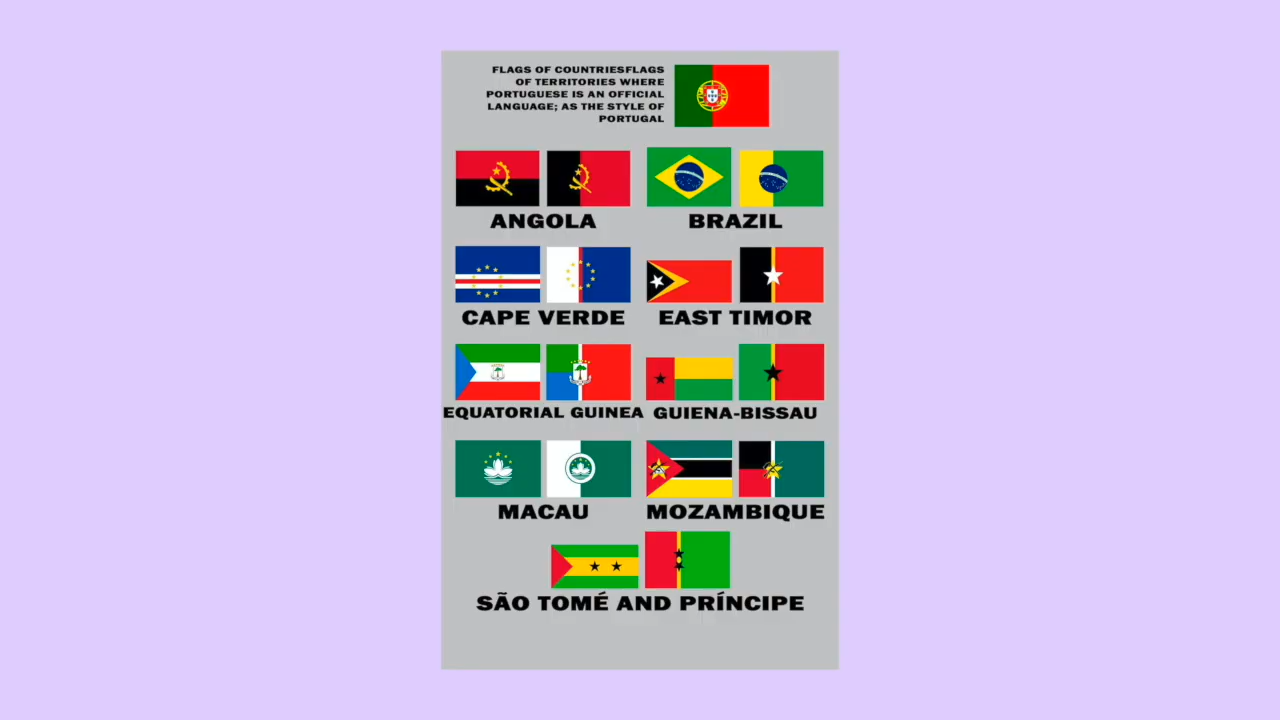 FLAGS OF COUNTRIESFLAGS
OF TERRITORIES WHERE
PORTUGUESE IS AN OFFICIAL
LANGUAGE; AS THE STYLE OF
PORTUGAL
ANGOLA
BRAZIL
CAPE VERDE
EAST TIMOR
EQUATORIAL GUINEA
GUIENA-BISSAU
MACAU
MOZAMBIQUE
SÃO TOMÉ AND PRÍNCIPE